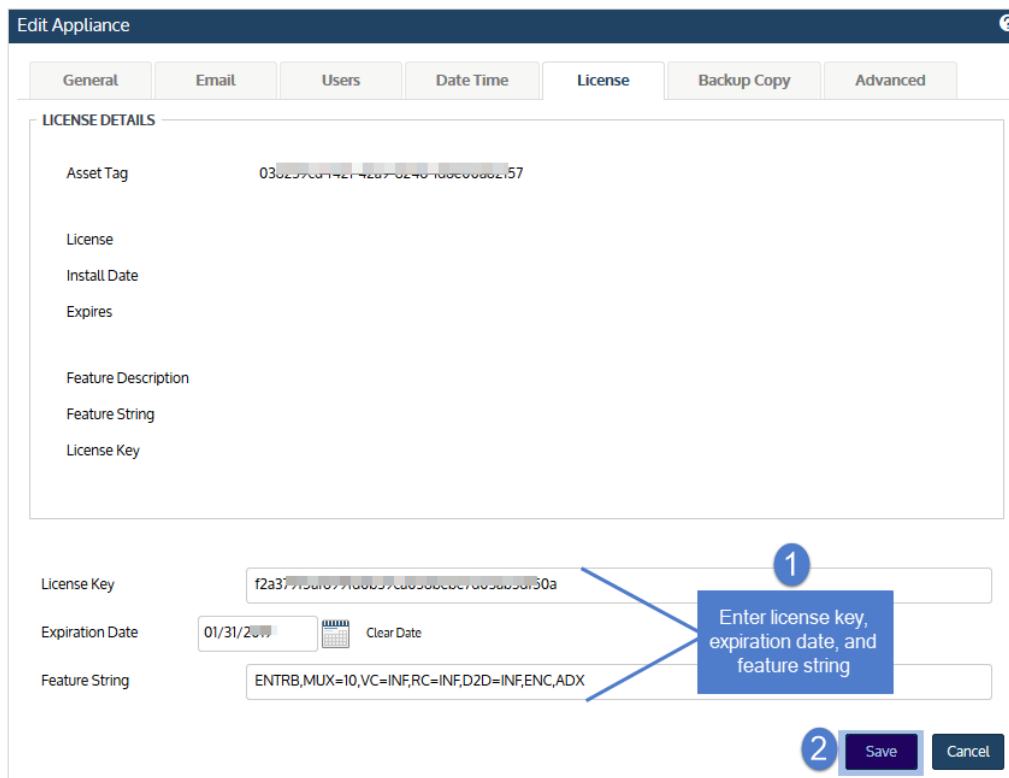 Edit Appliance
General Email Users Date Time License Backup Copy Advanced
LICENSE DETAILS
Asset Tag
License
Install Date
Expires
Feature Description
Feature String
License Key
1
License Key
Enter license key,
Expiration Date 01/31/ Clear Date
expiration date, and
feature string
Feature String ENTRB,MUX=10,VC=INF,RC=INF,D2D=INF,ENC,ADX
2 Save Cancel